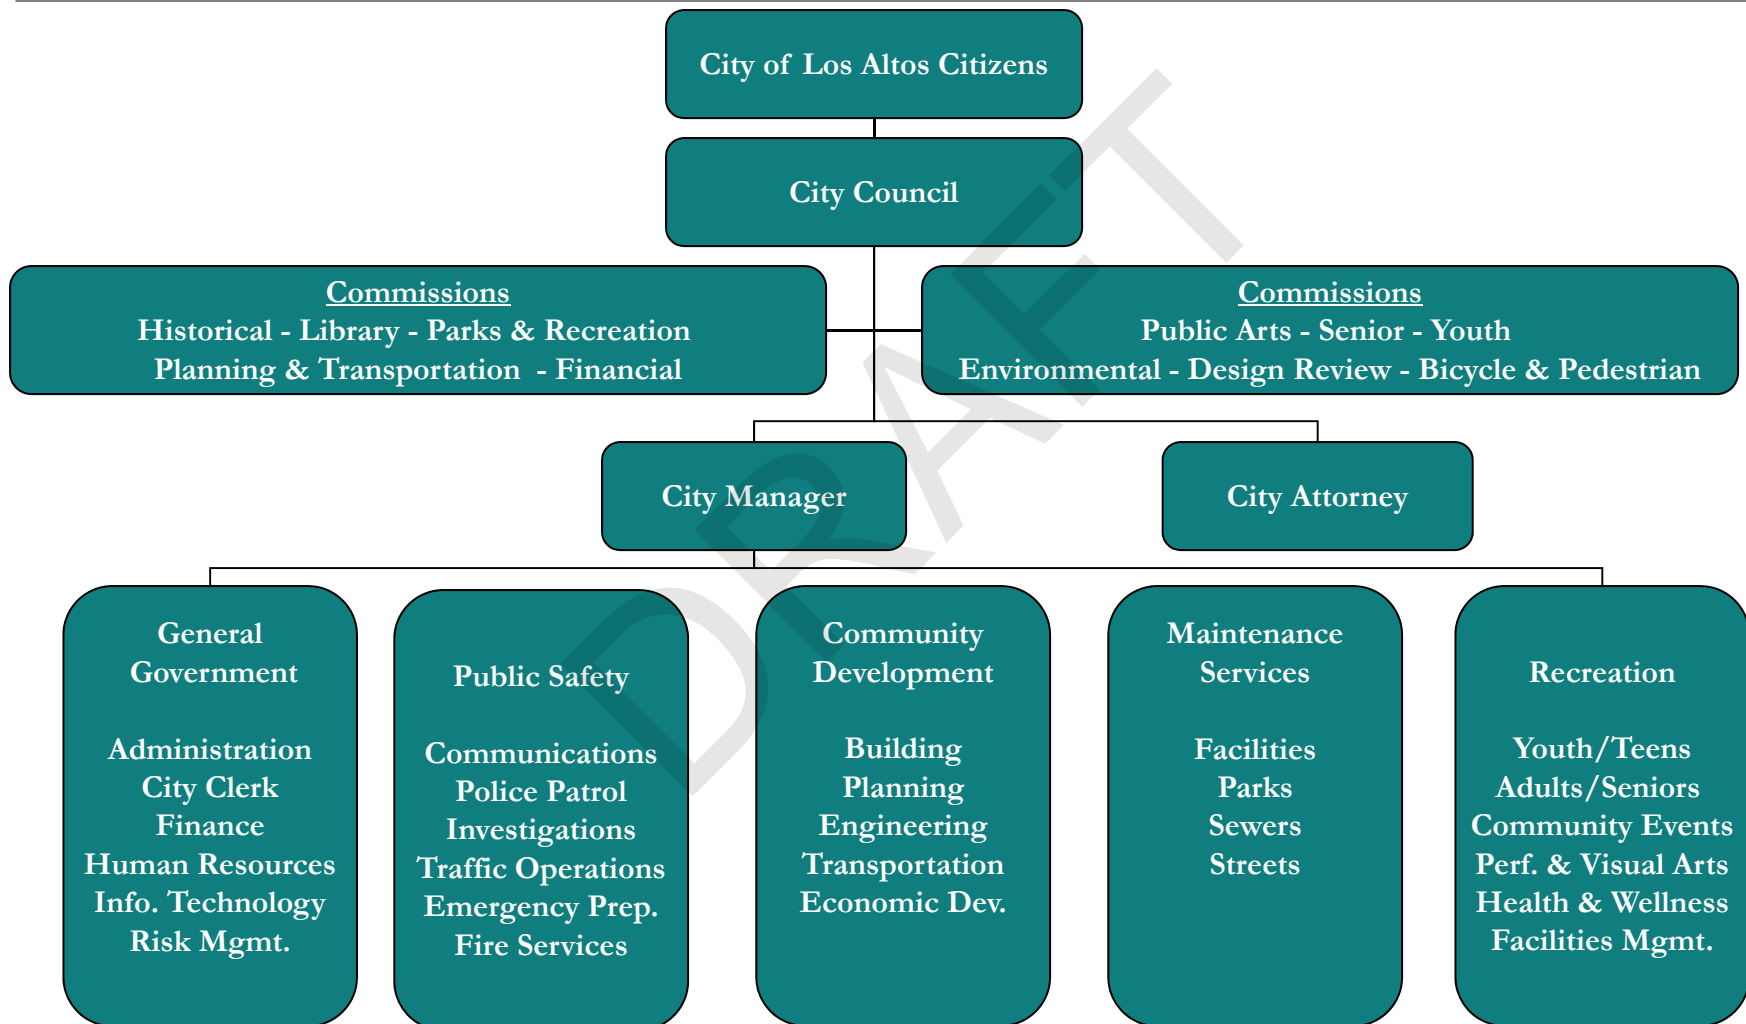 City of Los Altos Citizens
City Council
Commissions
Historical - Library - Parks & Recreation
Planning & Transportation - Financial
Commissions
Public Arts - Senior - Youth
Environmental - Design Review - Bicycle & Pedestrian
City Manager
City Attorney
General
Government
Administration
City Clerk
Finance
Human Resources
Info. Technology
Risk Mgmt.
Public Safety
Communications
Police Patrol
Investigations
Traffic Operations
Emergency Prep.
Fire Services
Community
Development
Building
Planning
Engineering
Transportation
Economic Dev.
Maintenance
Services
Facilities
Parks
Sewers
Streets
Recreation
Youth/Teens
Adults/Seniors
Community Events
Perf. & Visual Arts
Health & Wellness
Facilities Mgmt.
DRAFT